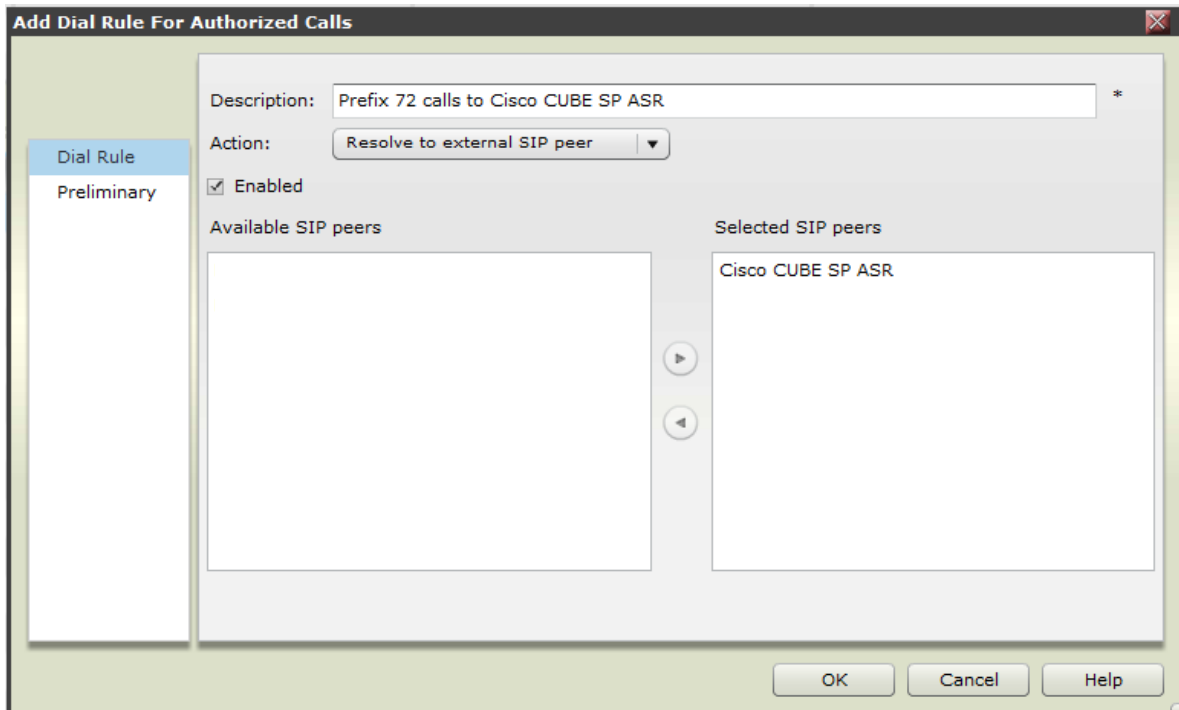 Add Dial Rule For Authorized Calls
Dial Rule
Preliminary
Description: Prefix 72 calls to Cisco CUBE SP ASR *
Action: Resolve to external SIP peer
Enabled
Available SIP peers
Selected SIP peers
Cisco CUBE SP ASR
OK
Cancel
Help